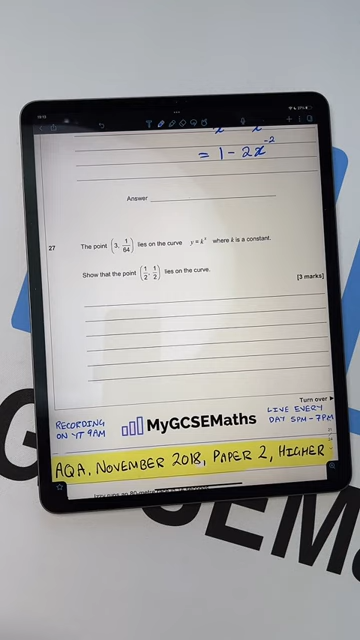 = 1 - 2x⁻²
Answer
27 The point (3, 1/64) lies on the curve y = kˣ where k is a constant.
Show that the point (1/2, 1/2) lies on the curve.
[3 marks]
Turn over ►
RECORDING
ON YT 9AM
MyGCSEMaths
LIVE EVERY
DAY 5PM - 7PM
AQA, NOVEMBER 2018, PAPER 2, HIGHER